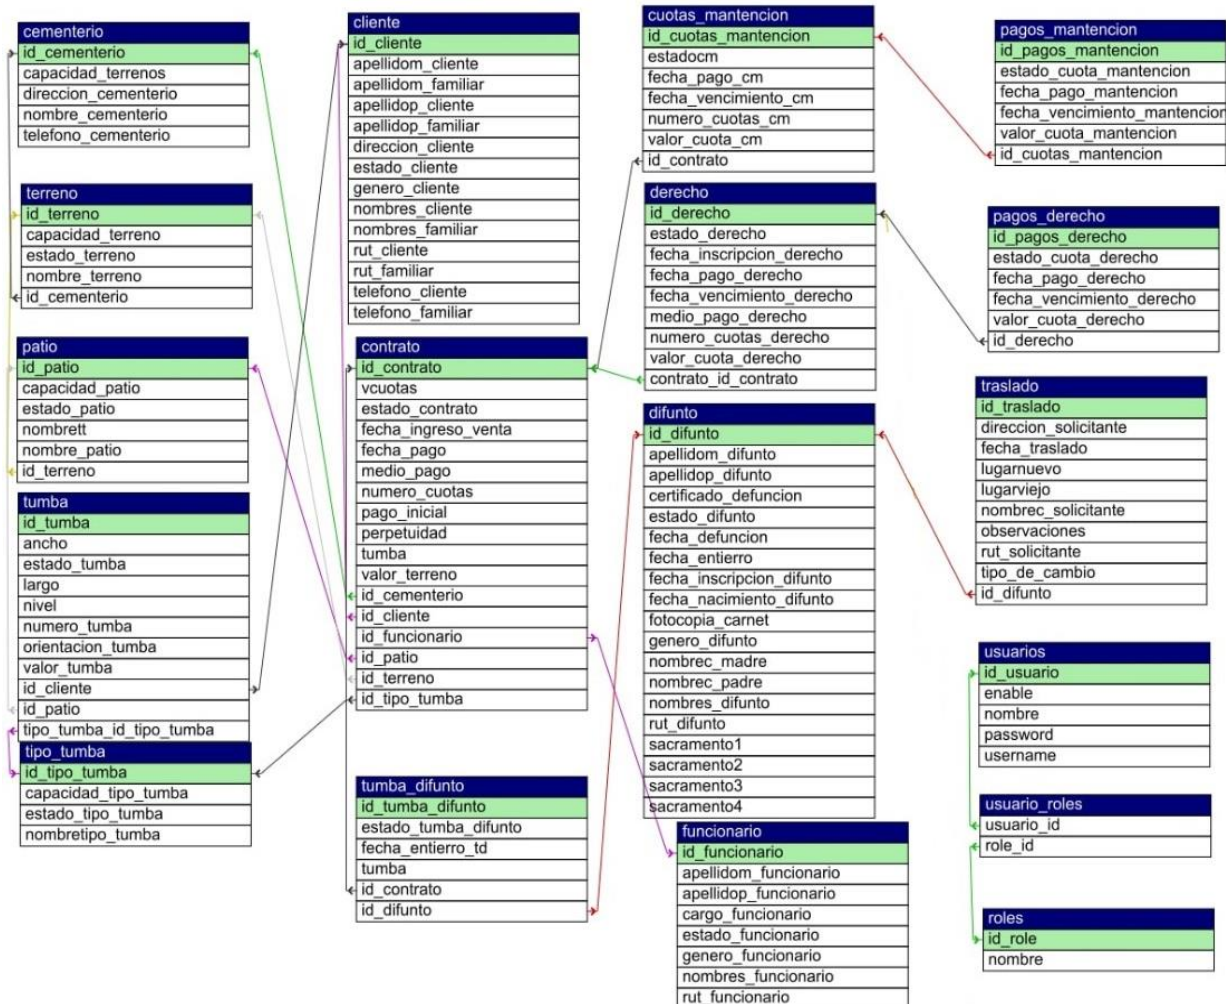 cementerio
id_cementerio
capacidad_terrenos
direccion_cementerio
nombre_cementerio
telefono_cementerio
terreno
id_terreno
capacidad_terreno
estado_terreno
nombre_terreno
id_cementerio
patio
id_patio
capacidad_patio
estado_patio
nombrett
nombre_patio
id_terreno
tumba
id_tumba
ancho
estado_tumba
largo
nivel
numero_tumba
orientacion_tumba
valor_tumba
id_cliente
id_patio
tipo_tumba_id_tipo_tumba
tipo_tumba
id_tipo_tumba
capacidad_tipo_tumba
estado_tipo_tumba
nombretipo_tumba
cliente
id_cliente
apellidom_cliente
apellidom_familiar
apellidop_cliente
apellidop_familiar
direccion_cliente
estado_cliente
genero_cliente
nombres_cliente
nombres_familiar
rut_cliente
rut_familiar
telefono_cliente
telefono_familiar
contrato
id_contrato
vcuotas
estado_contrato
fecha_ingreso_venta
fecha_pago
medio_pago
numero_cuotas
pago_inicial
perpetuidad
tumba
valor_terreno
id_cementerio
id_cliente
id_funcionario
id_patio
id_terreno
id_tipo_tumba
tumba_difunto
id_tumba_difunto
estado_tumba_difunto
fecha_entierro_td
tumba
id_contrato
id_difunto
cuotas_mantencion
id_cuotas_mantencion
estadocm
fecha_pago_cm
fecha_vencimiento_cm
numero_cuotas_cm
valor_cuota_cm
id_contrato
derecho
id_derecho
estado_derecho
fecha_inscripcion_derecho
fecha_pago_derecho
fecha_vencimiento_derecho
medio_pago_derecho
numero_cuotas_derecho
valor_cuota_derecho
contrato_id_contrato
difunto
id_difunto
apellidom_difunto
apellidop_difunto
certificado_defuncion
estado_difunto
fecha_defuncion
fecha_entierro
fecha_inscripcion_difunto
fecha_nacimiento_difunto
fotocopia_carnet
genero_difunto
nombrec_madre
nombrec_padre
nombres_difunto
rut_difunto
sacramento1
sacramento2
sacramento3
sacramento4
funcionario
id_funcionario
apellidom_funcionario
apellidop_funcionario
cargo_funcionario
estado_funcionario
genero_funcionario
nombres_funcionario
rut_funcionario
pagos_mantencion
id_pagos_mantencion
estado_cuota_mantencion
fecha_pago_mantencion
fecha_vencimiento_mantencion
valor_cuota_mantencion
id_cuotas_mantencion
pagos_derecho
id_pagos_derecho
estado_cuota_derecho
fecha_pago_derecho
fecha_vencimiento_derecho
valor_cuota_derecho
id_derecho
traslado
id_traslado
direccion_solicitante
fecha_traslado
lugarnuevo
lugarviejo
nombrec_solicitante
observaciones
rut_solicitante
tipo_de_cambio
id_difunto
usuarios
id_usuario
enable
nombre
password
username
usuario_roles
usuario_id
role_id
roles
id_role
nombre